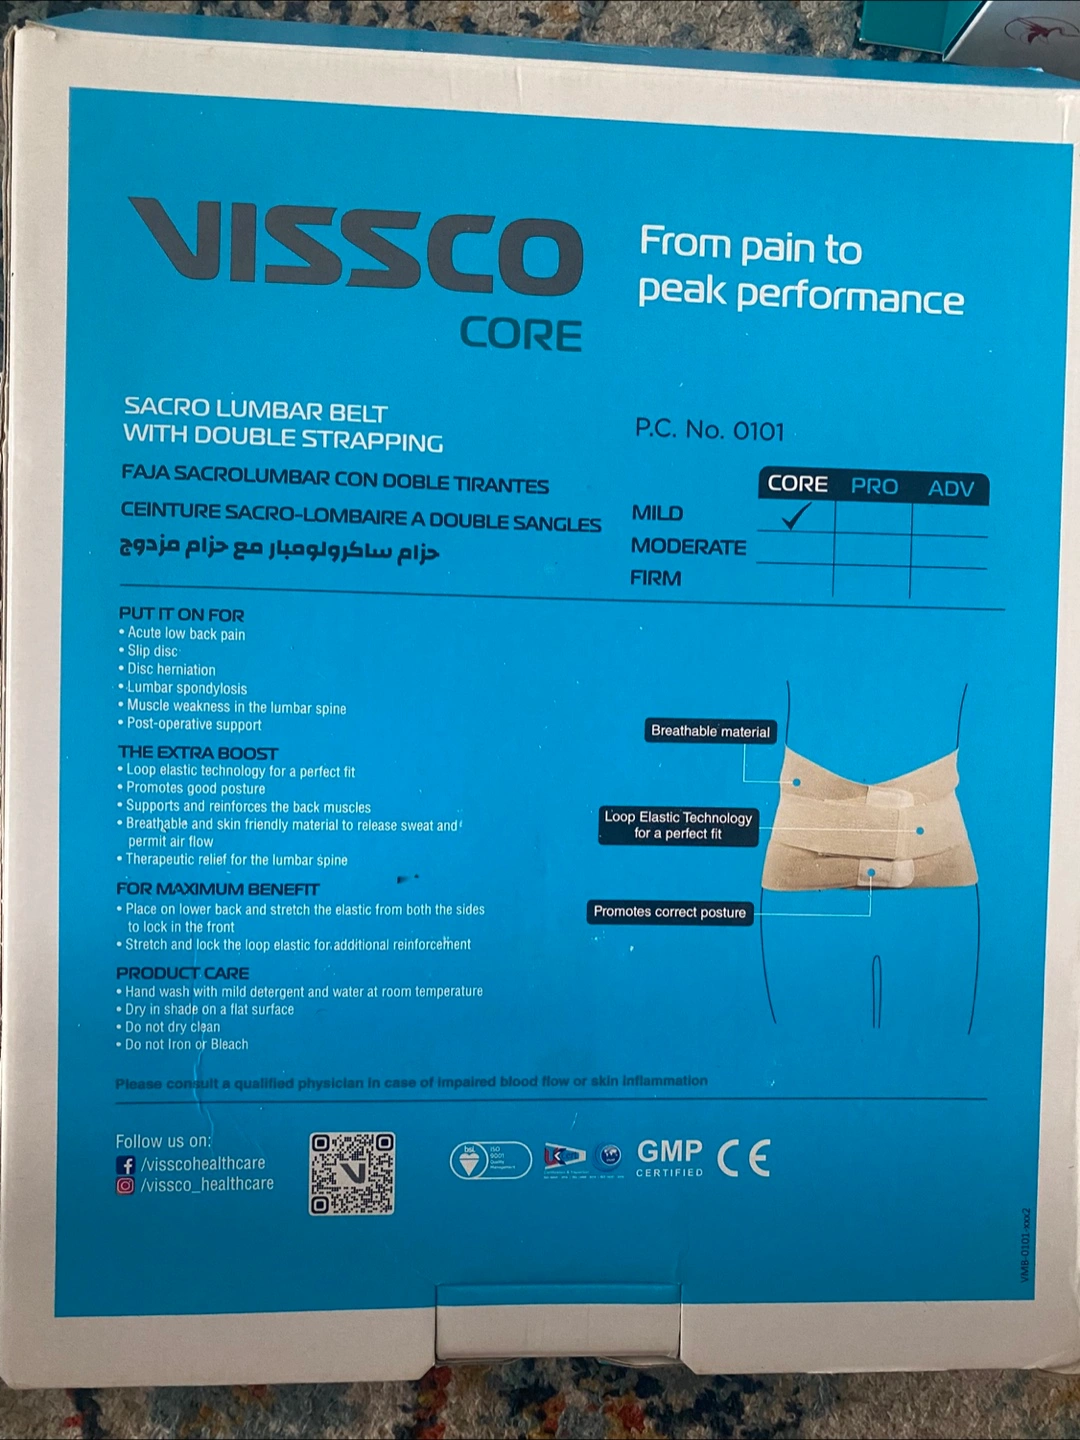 VISSCO
CORE
From pain to
peak performance
SACRO LUMBAR BELT
WITH DOUBLE STRAPPING
FAJA SACROLUMBAR CON DOBLE TIRANTES
CEINTURE SACRO-LOMBAIRE A DOUBLE SANGLES
حزام ساكرولومبار مع حزام مزدوج
P.C. No. 0101
CORE PRO ADV
MILD ✓
MODERATE
FIRM
PUT IT ON FOR
• Acute low back pain
• Slip disc
• Disc herniation
• Lumbar spondylosis
• Muscle weakness in the lumbar spine
• Post-operative support
THE EXTRA BOOST
• Loop elastic technology for a perfect fit
• Promotes good posture
• Supports and reinforces the back muscles
• Breathable and skin friendly material to release sweat and
permit air flow
• Therapeutic relief for the lumbar spine
FOR MAXIMUM BENEFIT
• Place on lower back and stretch the elastic from both the sides
to lock in the front
• Stretch and lock the loop elastic for additional reinforcement
PRODUCT CARE
• Hand wash with mild detergent and water at room temperature
• Dry in shade on a flat surface
• Do not dry clean
• Do not Iron or Bleach
Breathable material
Loop Elastic Technology
for a perfect fit
Promotes correct posture
Please consult a qualified physician in case of impaired blood flow or skin inflammation
Follow us on:
/visscohealthcare
/vissco_healthcare
bsi.
ISO
9001
Quality
Management
GMP
CERTIFIED
CE
VMB-0101-xxx2